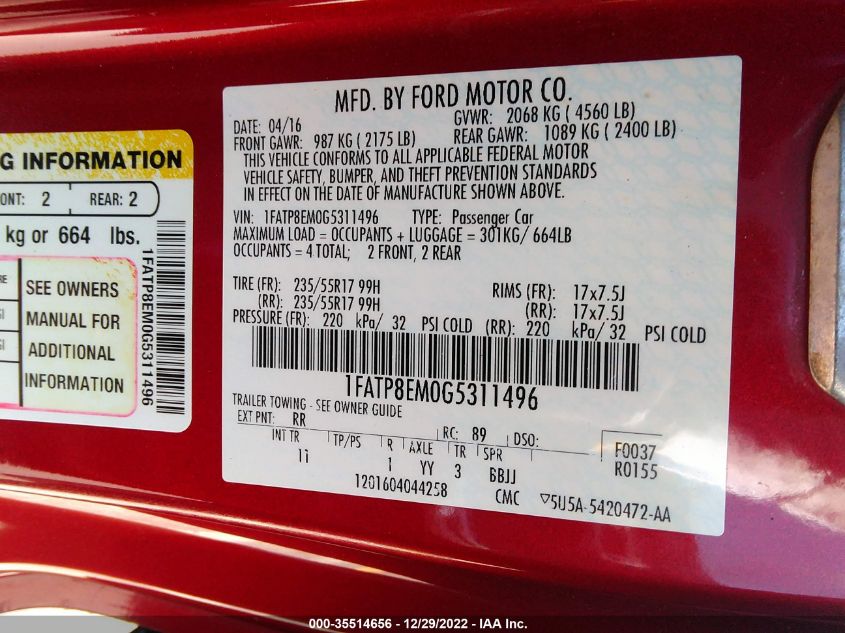 G INFORMATION
ONT: 2 REAR: 2
kg or 664 lbs.
RE
SEE OWNERS
MANUAL FOR
ADDITIONAL
INFORMATION
1FATP8EM0G5311496
MFD. BY FORD MOTOR CO.
DATE: 04/16 GVWR: 2068 KG ( 4560 LB)
FRONT GAWR: 987 KG ( 2175 LB) REAR GAWR: 1089 KG ( 2400 LB)
THIS VEHICLE CONFORMS TO ALL APPLICABLE FEDERAL MOTOR
VEHICLE SAFETY, BUMPER, AND THEFT PREVENTION STANDARDS
IN EFFECT ON THE DATE OF MANUFACTURE SHOWN ABOVE.
VIN: 1FATP8EM0G5311496 TYPE: Passenger Car
MAXIMUM LOAD = OCCUPANTS + LUGGAGE = 301KG/ 664LB
OCCUPANTS = 4 TOTAL; 2 FRONT, 2 REAR
TIRE (FR): 235/55R17 99H RIMS (FR): 17x7.5J
(RR): 235/55R17 99H (RR): 17x7.5J
PRESSURE (FR): 220 kPa/ 32 PSI COLD (RR): 220 kPa/ 32 PSI COLD
1FATP8EM0G5311496
TRAILER TOWING - SEE OWNER GUIDE
EXT PNT: RR RC: 89 DSO: F0037
INT TR TP/PS R AXLE TR SPR R0155
11 1 YY 3 BBJJ
1201604044258 CMC ▽5U5A-5420472-AA
000-35514656 - 12/29/2022 - IAA Inc.